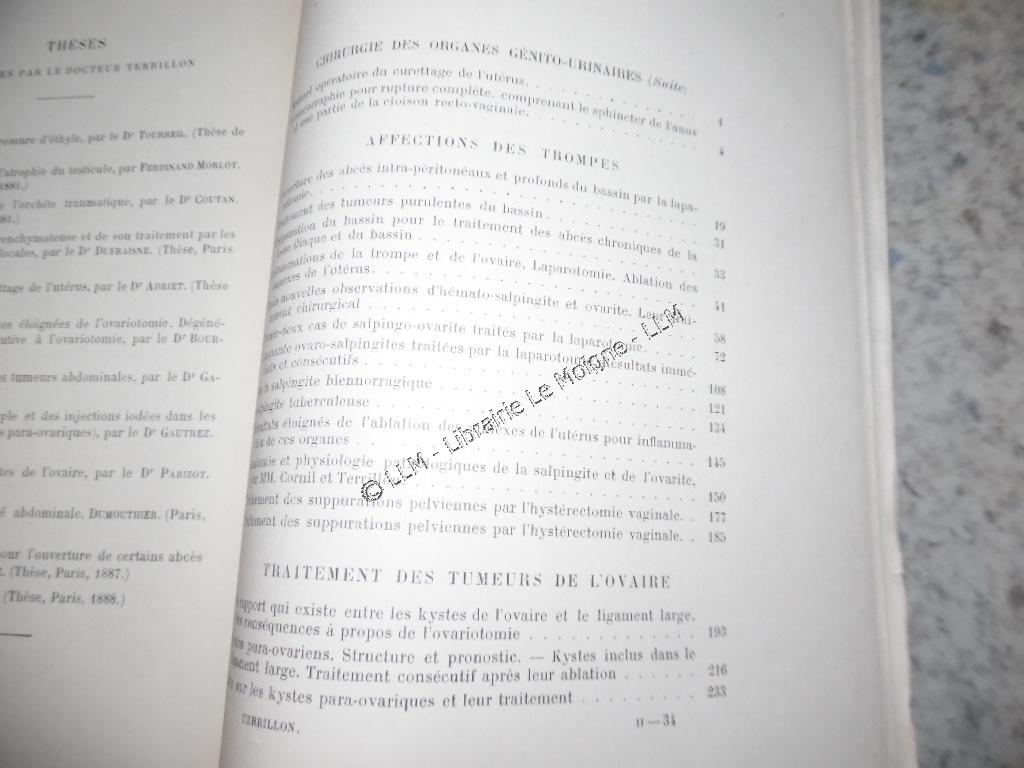 THÈSES
ES PAR LE DOCTEUR TERRILLON
romure d'éthyle, par le Dr TOURREIL. (Thèse de
l'atrophie du testicule, par FERDINAND MORLOT.
1881.)
e l'orchite traumatique, par le Dr COUTAN.
81.)
enchymateuse et de son traitement par les
locales, par le Dr DUFRAISNE. (Thèse, Paris
ttage de l'utérus, par le Dr ADRIET. (Thèse
es éloignées de l'ovariotomie. Dégéné-
utive à l'ovariotomie, par le Dr BOUR-
es tumeurs abdominales, par le Dr GA-
ple et des injections iodées dans les
s para-ovariques), par le Dr GAUTREZ
tes de l'ovaire, par le Dr PARIZOT.
é abdominale. DUMOUTHIER. (Paris,
our l'ouverture de certains abcès
R. (Thèse, Paris, 1887.)
(Thèse, Paris, 1888.)
CHIRURGIE DES ORGANES GÉNITO-URINAIRES (Suite)
opératoire du curettage de l'utérus. 1
pour rupture complète, comprenant le sphincter de l'anus
et une partie de la cloison recto-vaginale. 4
AFFECTIONS DES TROMPES
des abcès intra-péritonéaux et profonds du bassin par la lapa-
19
des tumeurs purulentes du bassin. 31
du bassin pour le traitement des abcès chroniques de la
iliaque et du bassin 33
de la trompe et de l'ovaire. Laparotomie. Ablation des
de l'utérus. 41
nouvelles observations d'hémato-salpingite et ovarite. Leur
chirurgical 58
cas de salpingo-ovarite traités par la laparotomie. 72
ovaro-salpingites traitées par la laparotomie. Résultats immé-
diats et consécutifs 108
salpingite blennorragique 121
tuberculeuse 134
éloignés de l'ablation des annexes de l'utérus pour inflamma-
de ces organes 145
et physiologie pathologiques de la salpingite et de l'ovarite,
MM. Cornil et Terrillon 150
des suppurations pelviennes par l'hystérectomie vaginale. 177
des suppurations pelviennes par l'hystérectomie vaginale. 185
TRAITEMENT DES TUMEURS DE L'OVAIRE
rapport qui existe entre les kystes de l'ovaire et le ligament large.
conséquences à propos de l'ovariotomie 193
para-ovariens. Structure et pronostic. — Kystes inclus dans le
large. Traitement consécutif après leur ablation 216
sur les kystes para-ovariques et leur traitement 233
TERRILLON. II — 34
© LLM - Librairie Le Moigne - LLM